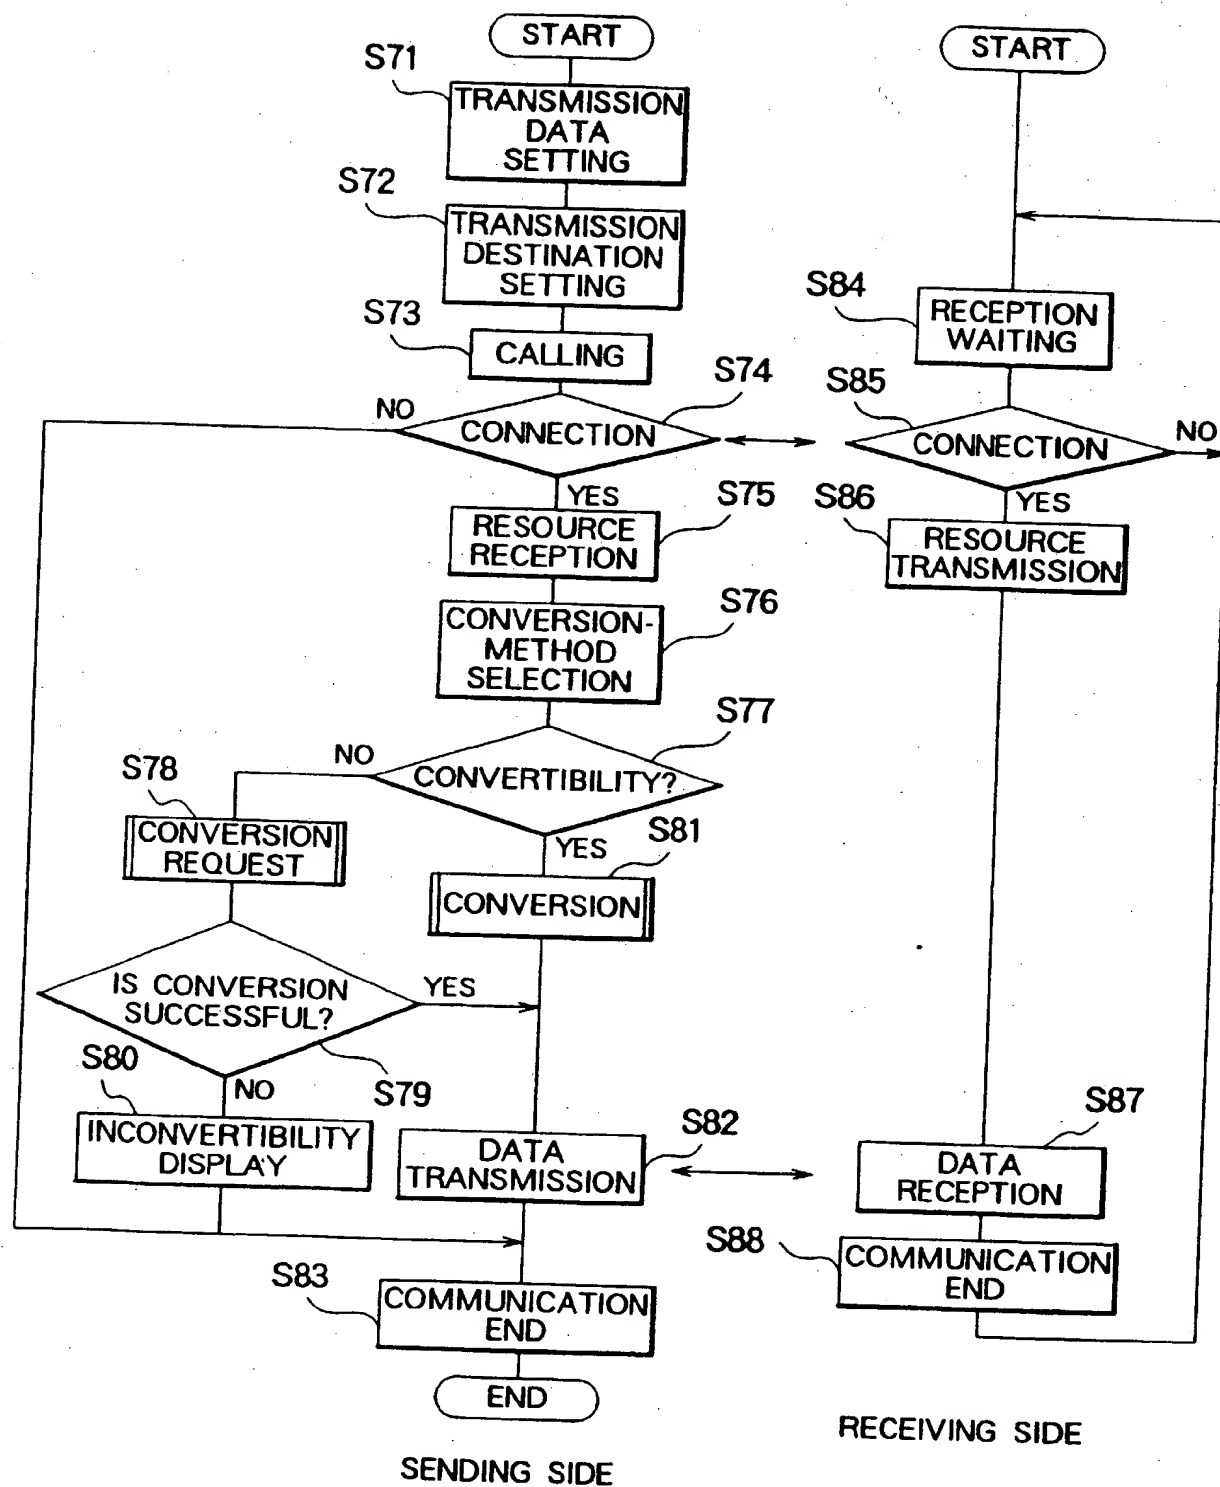 START
S71
TRANSMISSION
DATA
SETTING
S72
TRANSMISSION
DESTINATION
SETTING
S73
CALLING
S74
NO
CONNECTION
YES
S75
RESOURCE
RECEPTION
S76
CONVERSION-
METHOD
SELECTION
S77
NO
CONVERTIBILITY?
YES
S78
CONVERSION
REQUEST
S81
CONVERSION
IS CONVERSION
SUCCESSFUL?
YES
S79
NO
S80
INCONVERTIBILITY
DISPLAY
S82
DATA
TRANSMISSION
S83
COMMUNICATION
END
END
SENDING SIDE
START
S84
RECEPTION
WAITING
S85
CONNECTION
NO
YES
S86
RESOURCE
TRANSMISSION
S87
DATA
RECEPTION
S88
COMMUNICATION
END
RECEIVING SIDE